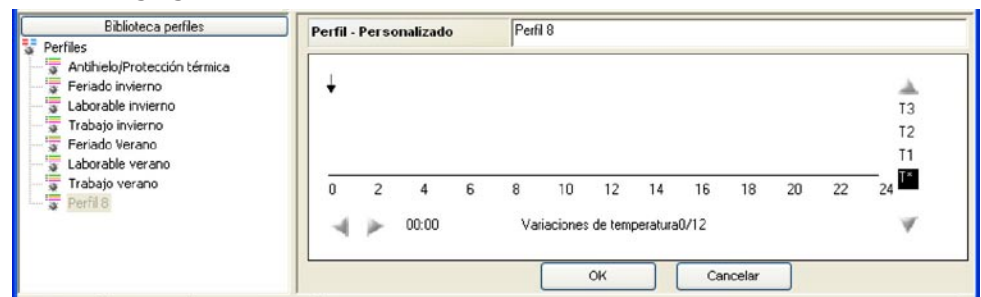 Biblioteca perfiles
Perfiles
Antihielo/Protección térmica
Feriado invierno
Laborable invierno
Trabajo invierno
Feriado Verano
Laborable verano
Trabajo verano
Perfil 8
Perfil - Personalizado Perfil 8
T3
T2
T1
T*
0 2 4 6 8 10 12 14 16 18 20 22 24
00:00 Variaciones de temperatura0/12
OK Cancelar